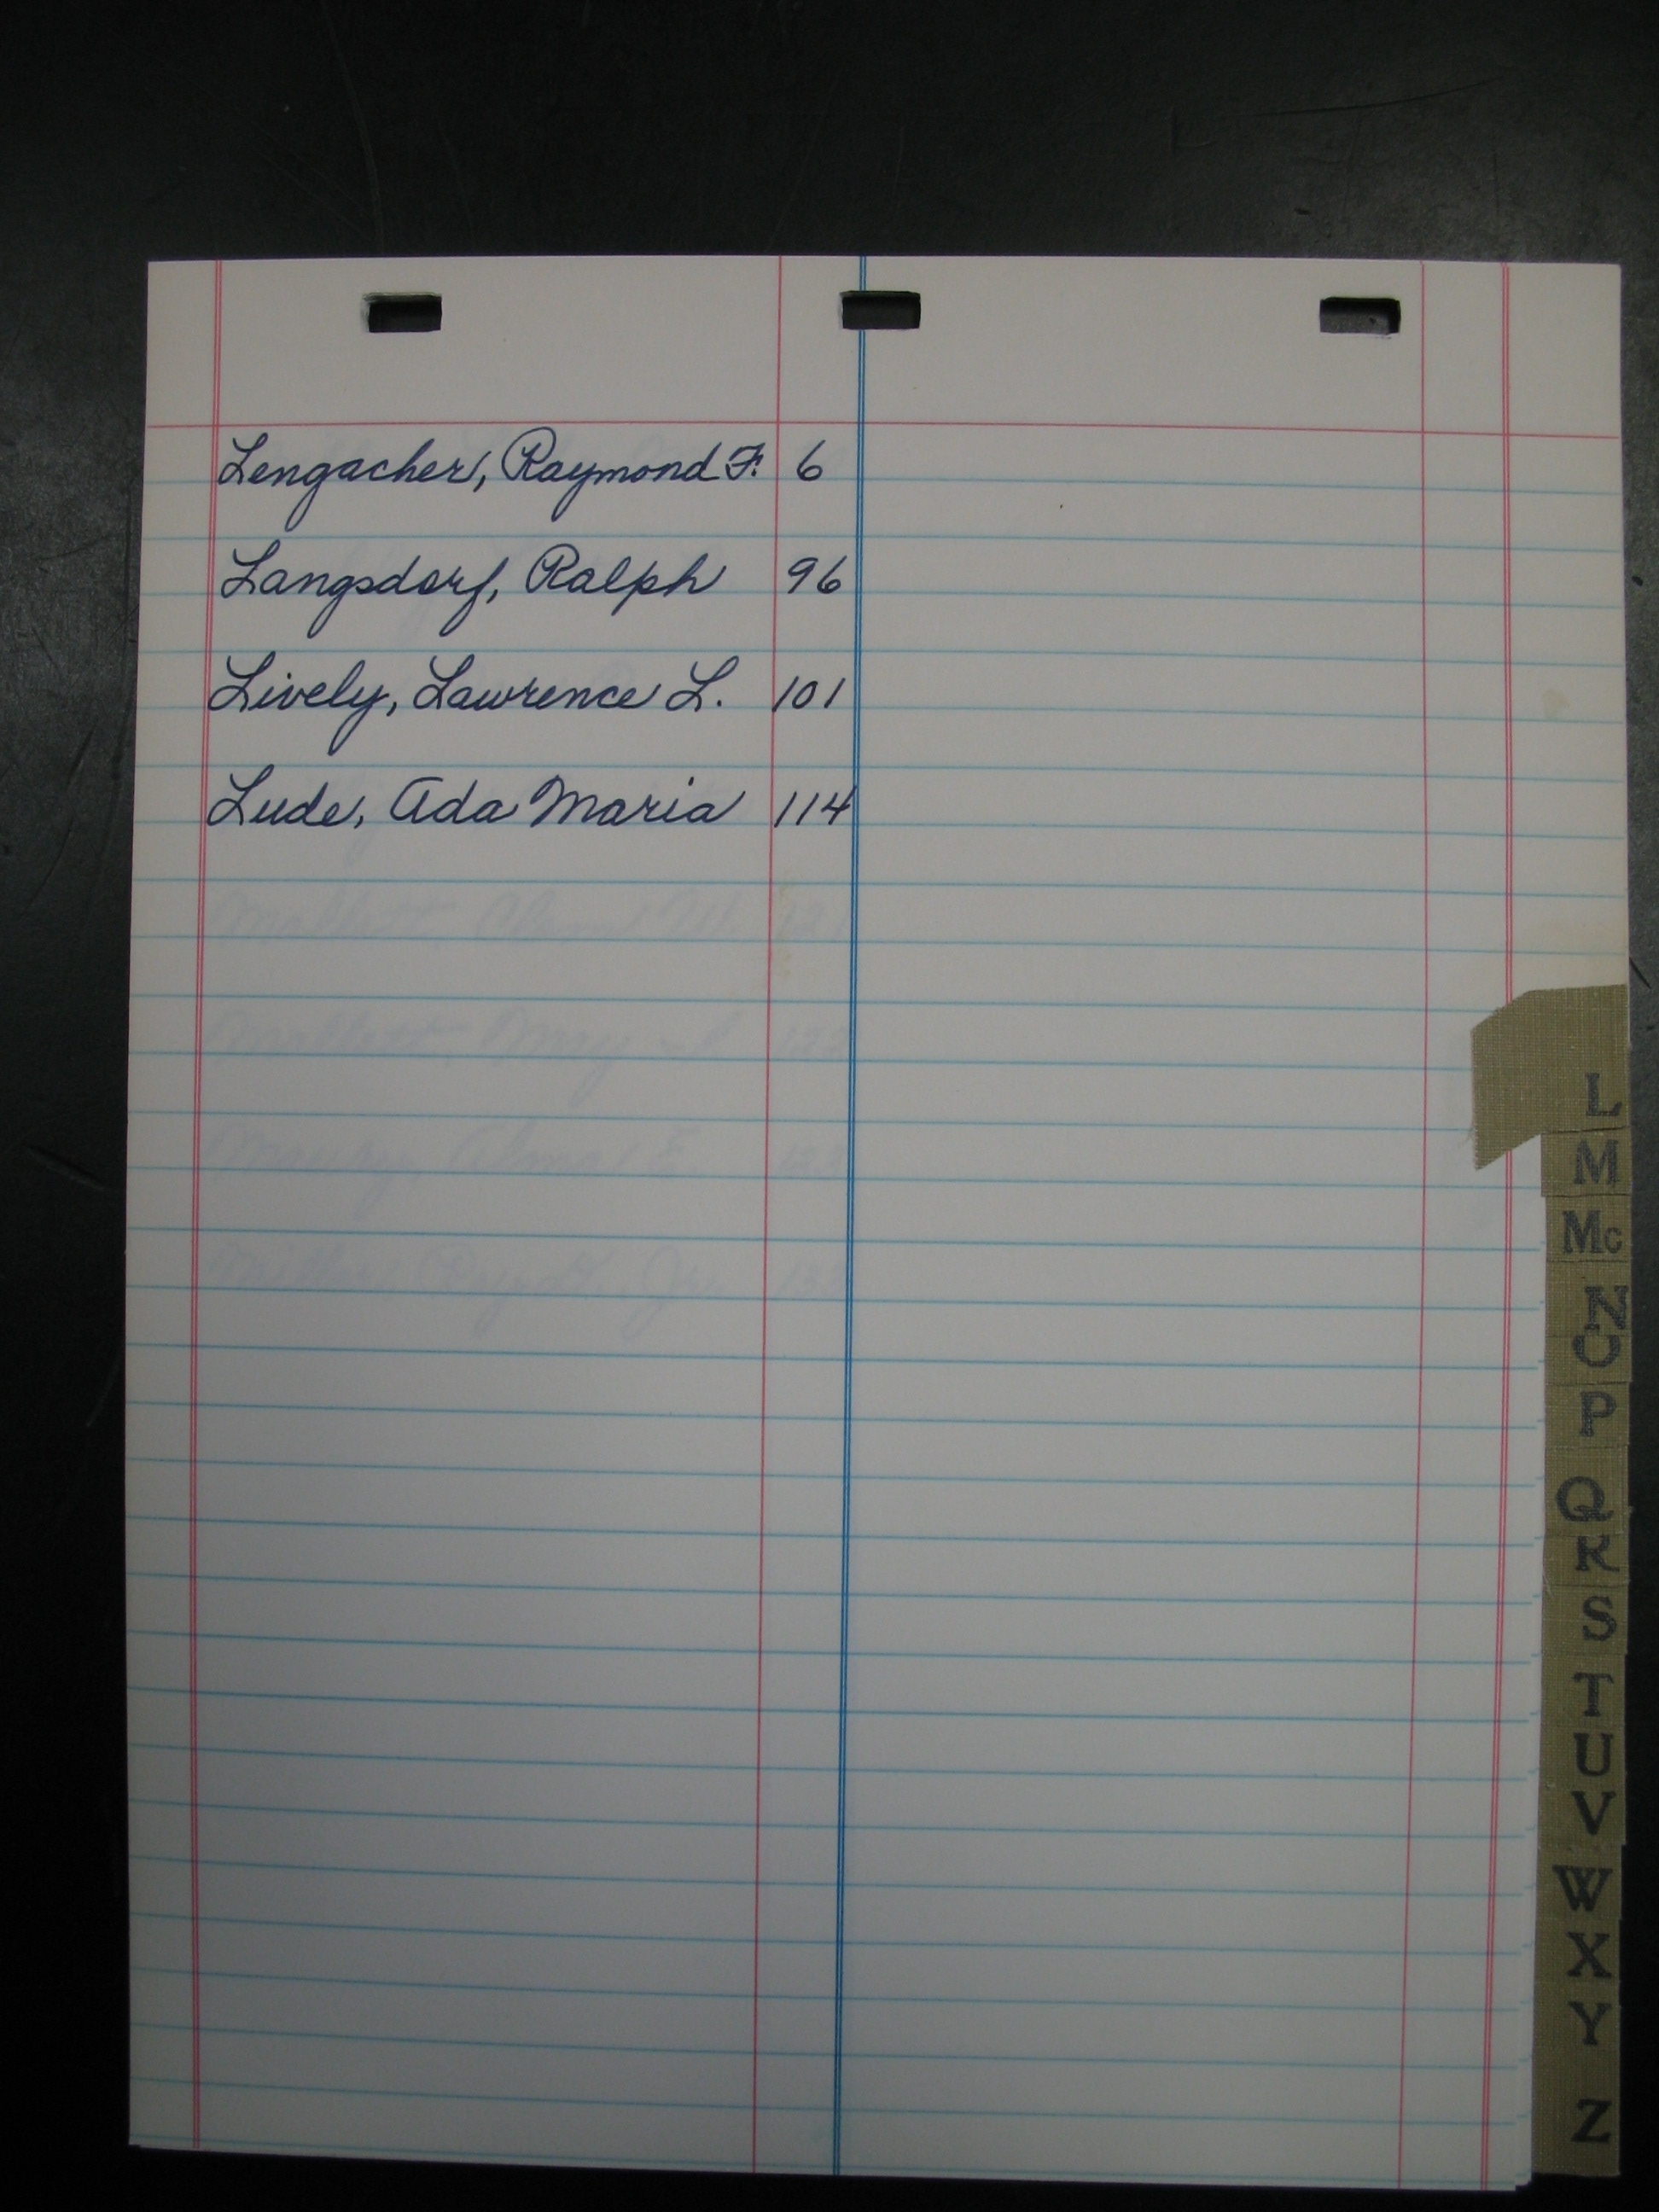 Lengacher, Raymond F. 6
Langsdorf, Ralph 96
Lively, Lawrence L. 101
Lude, Ada Maria 114
L
M
Mc
N
O
P
Q
R
S
T
U
V
W
X
Y
Z